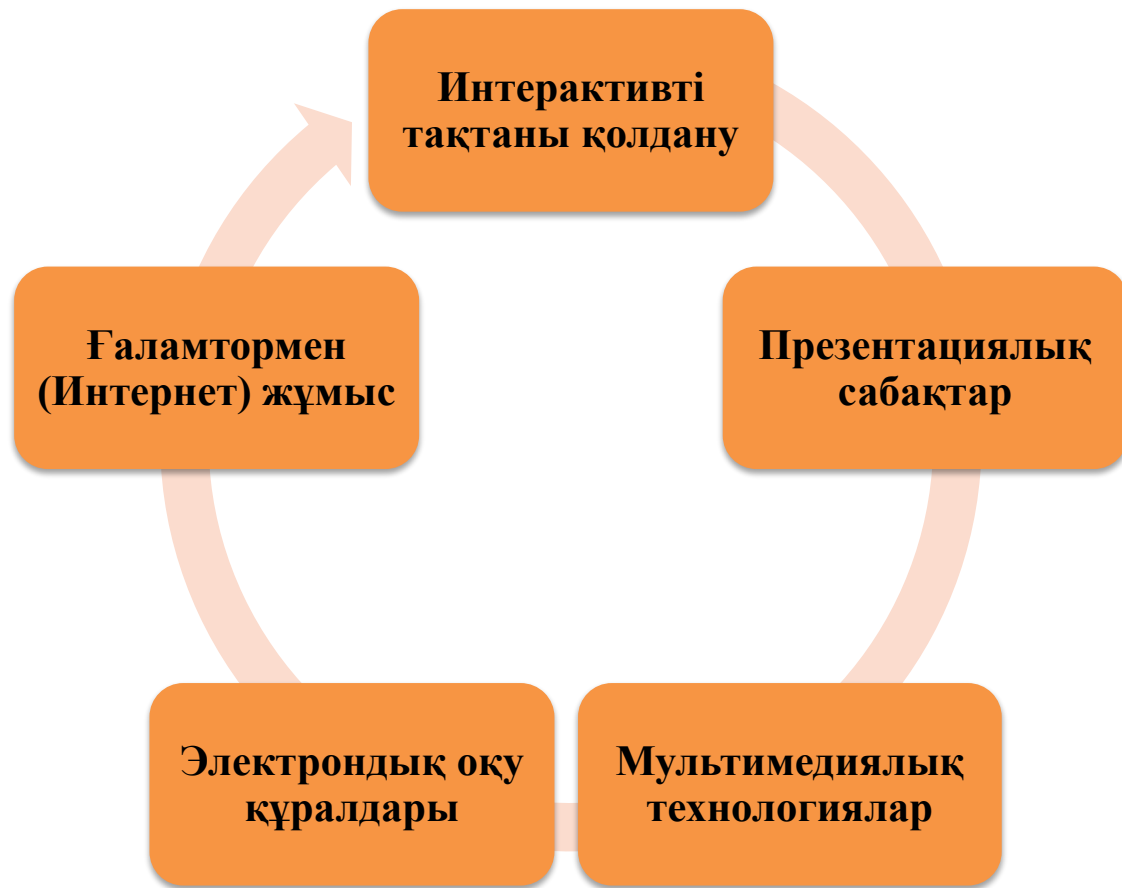 Интерактивті
тақтаны қолдану
Презентациялық
сабақтар
Мультимедиялық
технологиялар
Электрондық оқу
құралдары
Ғаламтормен
(Интернет) жұмыс